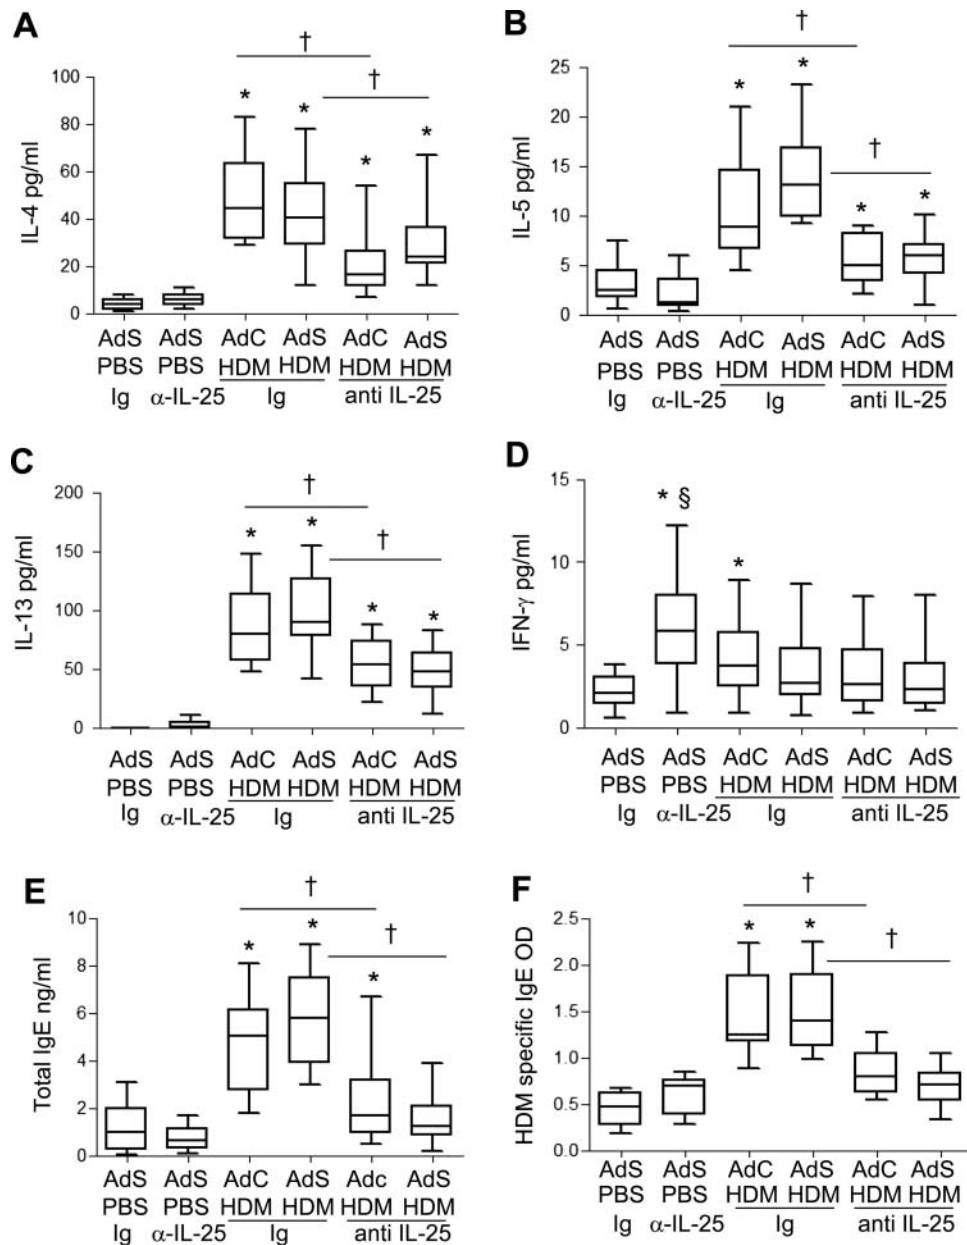 A
†
†
IL-4 pg/ml
100
80
60
40
20
0
* * * *
AdS AdS AdC AdS AdC AdS
PBS PBS HDM HDM HDM HDM
Ig α-IL-25 Ig anti IL-25
B
†
†
IL-5 pg/ml
25
20
15
10
5
0
* * * *
AdS AdS AdC AdS AdC AdS
PBS PBS HDM HDM HDM HDM
Ig α-IL-25 Ig anti IL-25
C
†
†
IL-13 pg/ml
200
150
100
50
0
* * * *
AdS AdS AdC AdS AdC AdS
PBS PBS HDM HDM HDM HDM
Ig α-IL-25 Ig anti IL-25
D
IFN-γ pg/ml
15
10
5
0
* §
*
AdS AdS AdC AdS AdC AdS
PBS PBS HDM HDM HDM HDM
Ig α-IL-25 Ig anti IL-25
E
†
†
Total IgE ng/ml
10
8
6
4
2
0
* * *
AdS AdS AdC AdS Adc AdS
PBS PBS HDM HDM HDM HDM
Ig α-IL-25 Ig anti IL-25
F
†
†
HDM specific IgE OD
2.5
2.0
1.5
1.0
0.5
0.0
* *
AdS AdS AdC AdS AdC AdS
PBS PBS HDM HDM HDM HDM
Ig α-IL-25 Ig anti IL-25